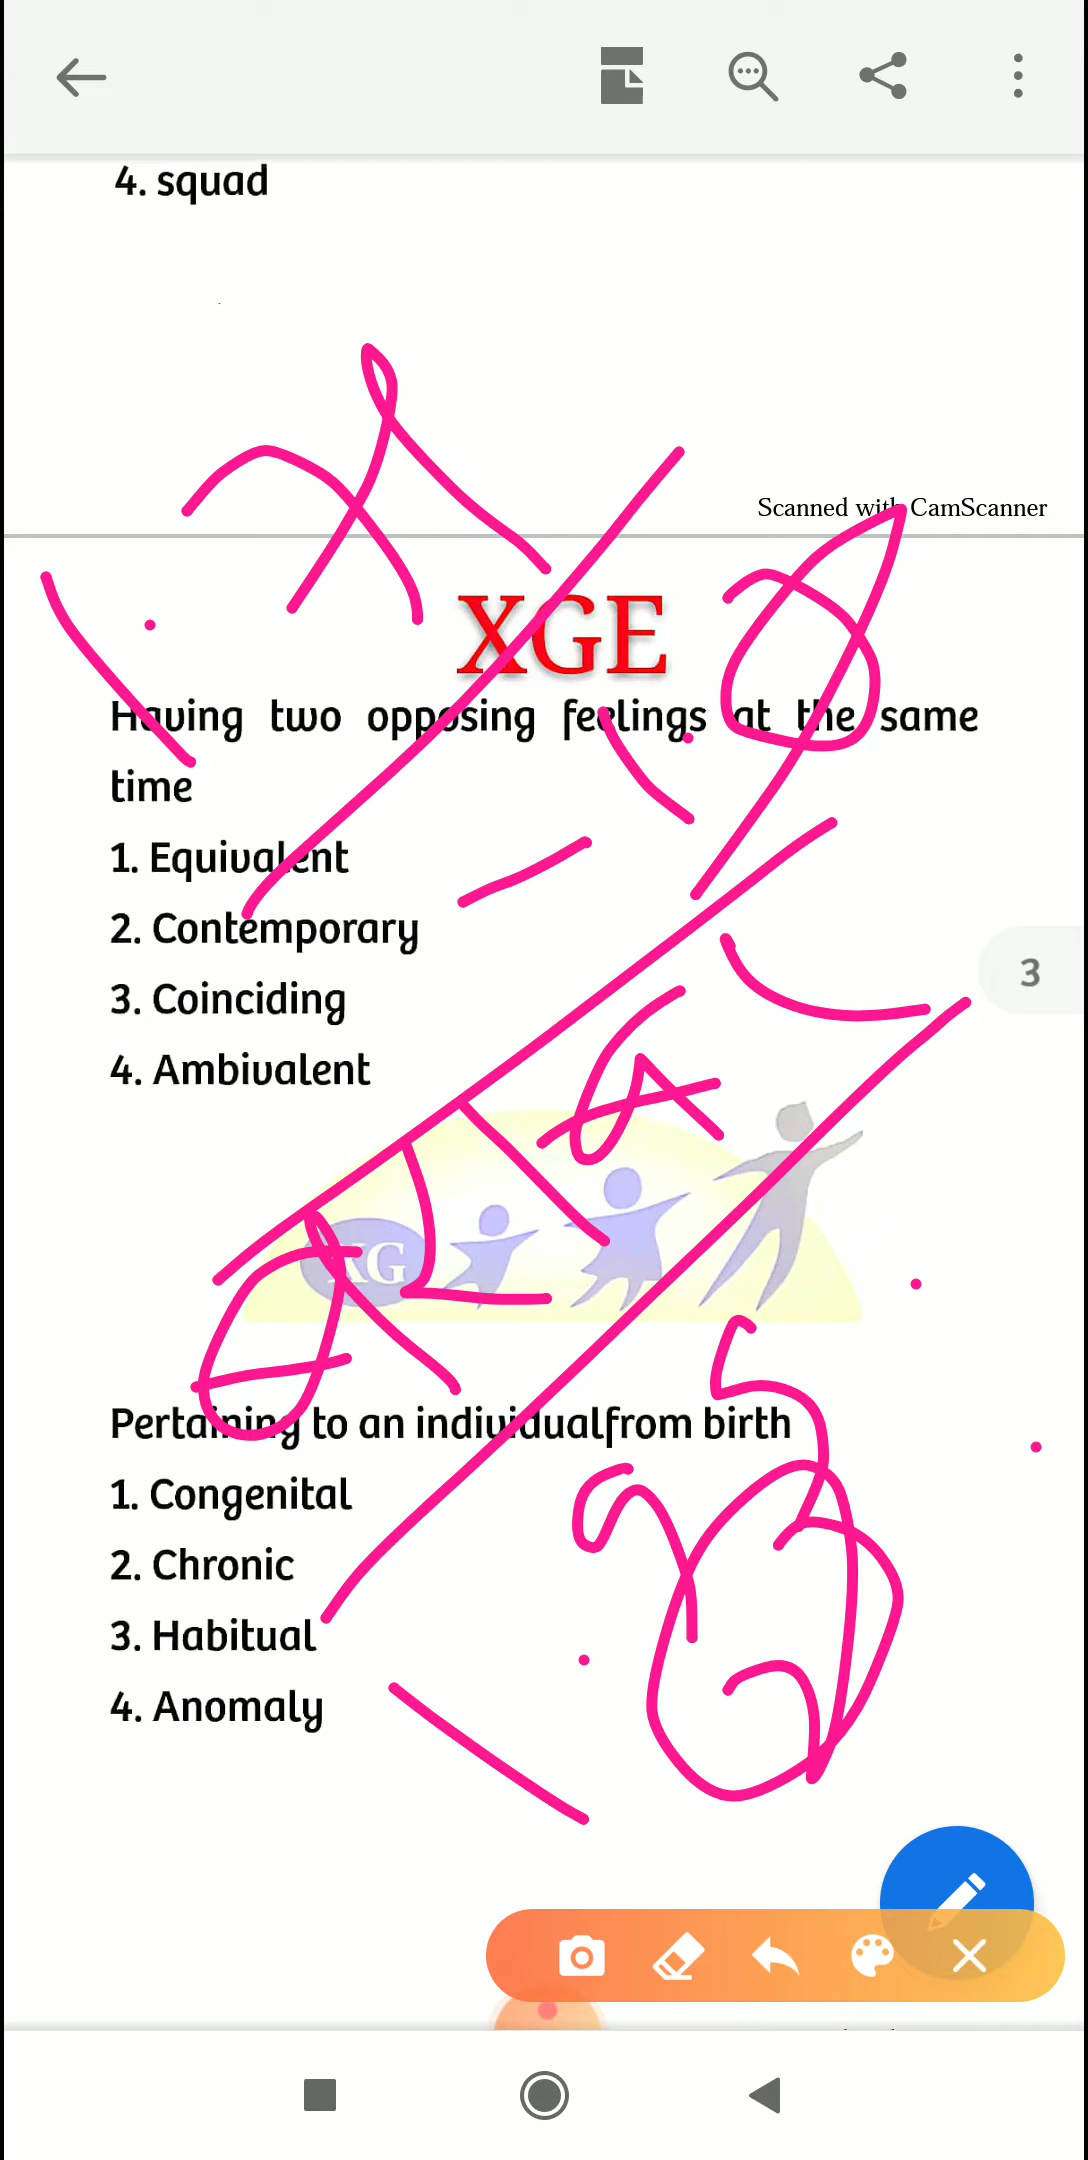 4. squad
Scanned with CamScanner
XGE
Having two opposing feelings at the same
time
1. Equivalent
2. Contemporary
3. Coinciding
4. Ambivalent
3
XG
Pertaining to an individualfrom birth
1. Congenital
2. Chronic
3. Habitual
4. Anomaly